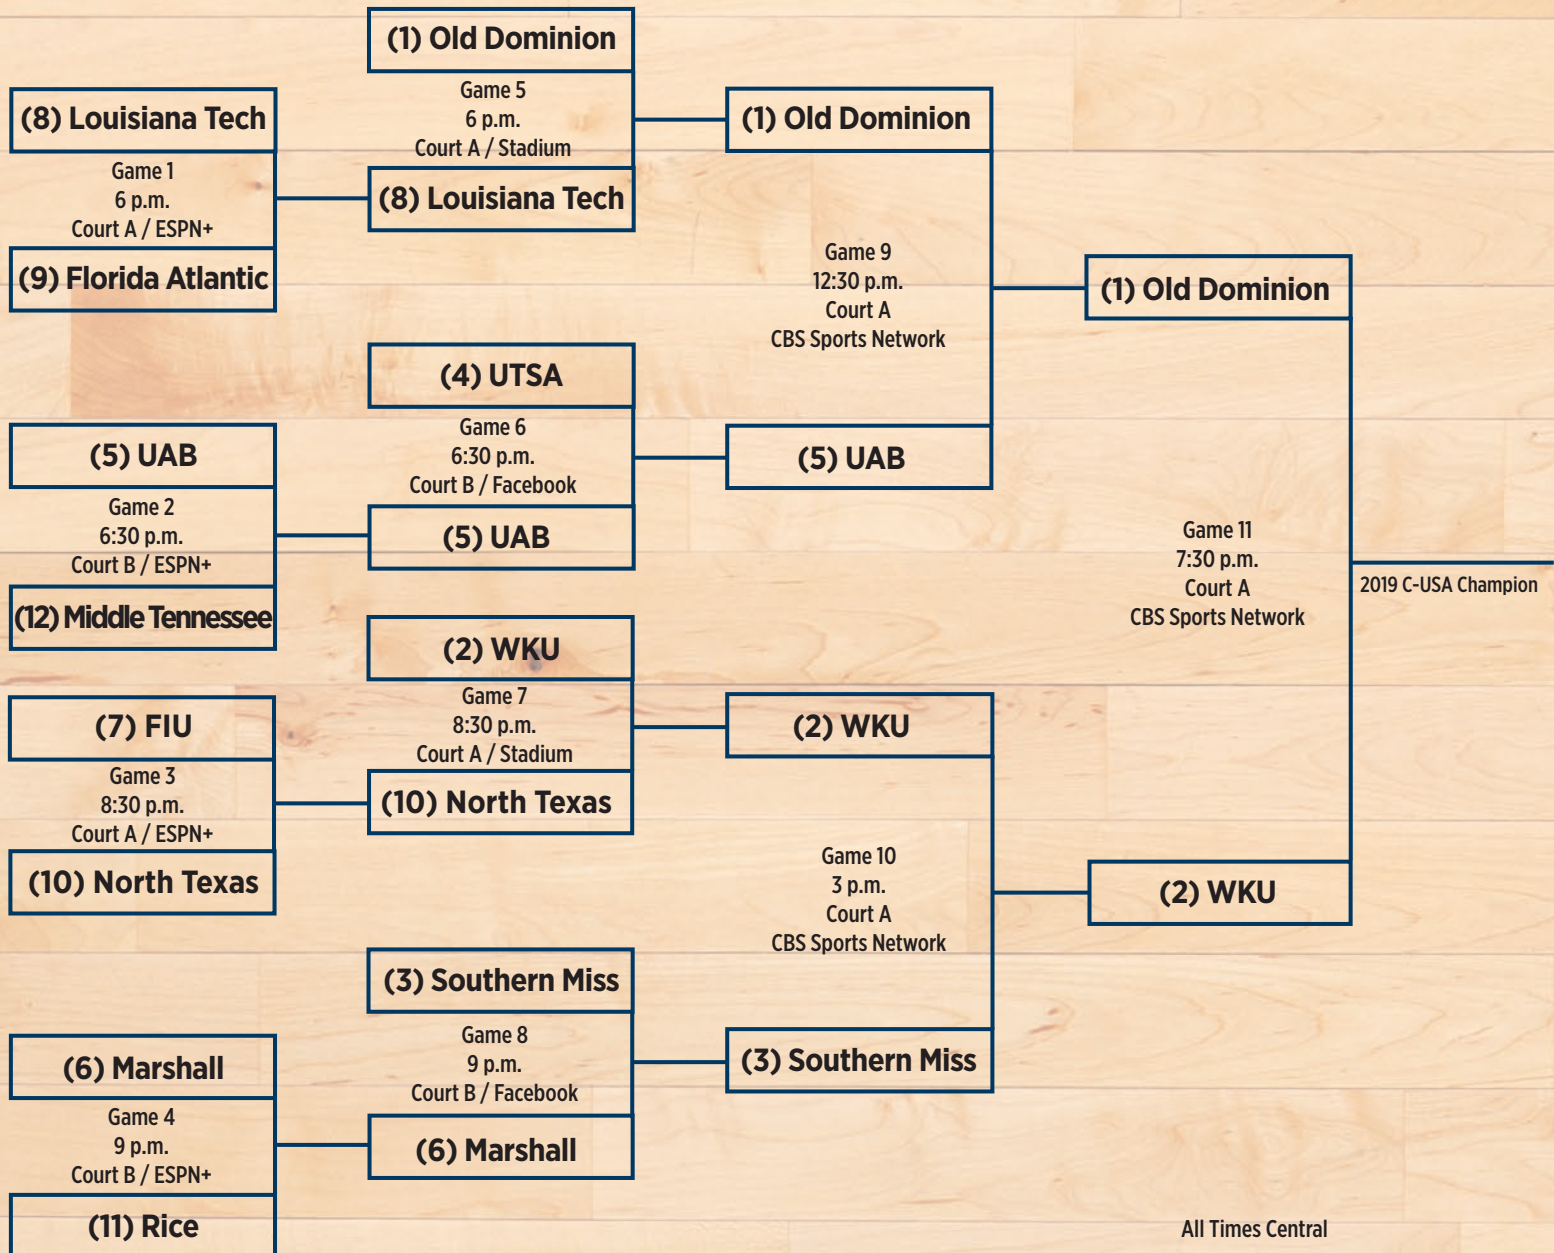 (8) Louisiana Tech
Game 1
6 p.m.
Court A / ESPN+
(9) Florida Atlantic
(5) UAB
Game 2
6:30 p.m.
Court B / ESPN+
(12) Middle Tennessee
(7) FIU
Game 3
8:30 p.m.
Court A / ESPN+
(10) North Texas
(6) Marshall
Game 4
9 p.m.
Court B / ESPN+
(11) Rice
(1) Old Dominion
Game 5
6 p.m.
Court A / Stadium
(8) Louisiana Tech
(4) UTSA
Game 6
6:30 p.m.
Court B / Facebook
(5) UAB
(2) WKU
Game 7
8:30 p.m.
Court A / Stadium
(10) North Texas
(3) Southern Miss
Game 8
9 p.m.
Court B / Facebook
(6) Marshall
(1) Old Dominion
Game 9
12:30 p.m.
Court A
CBS Sports Network
(5) UAB
(2) WKU
Game 10
3 p.m.
Court A
CBS Sports Network
(3) Southern Miss
(1) Old Dominion
Game 11
7:30 p.m.
Court A
CBS Sports Network
(2) WKU
2019 C-USA Champion
All Times Central